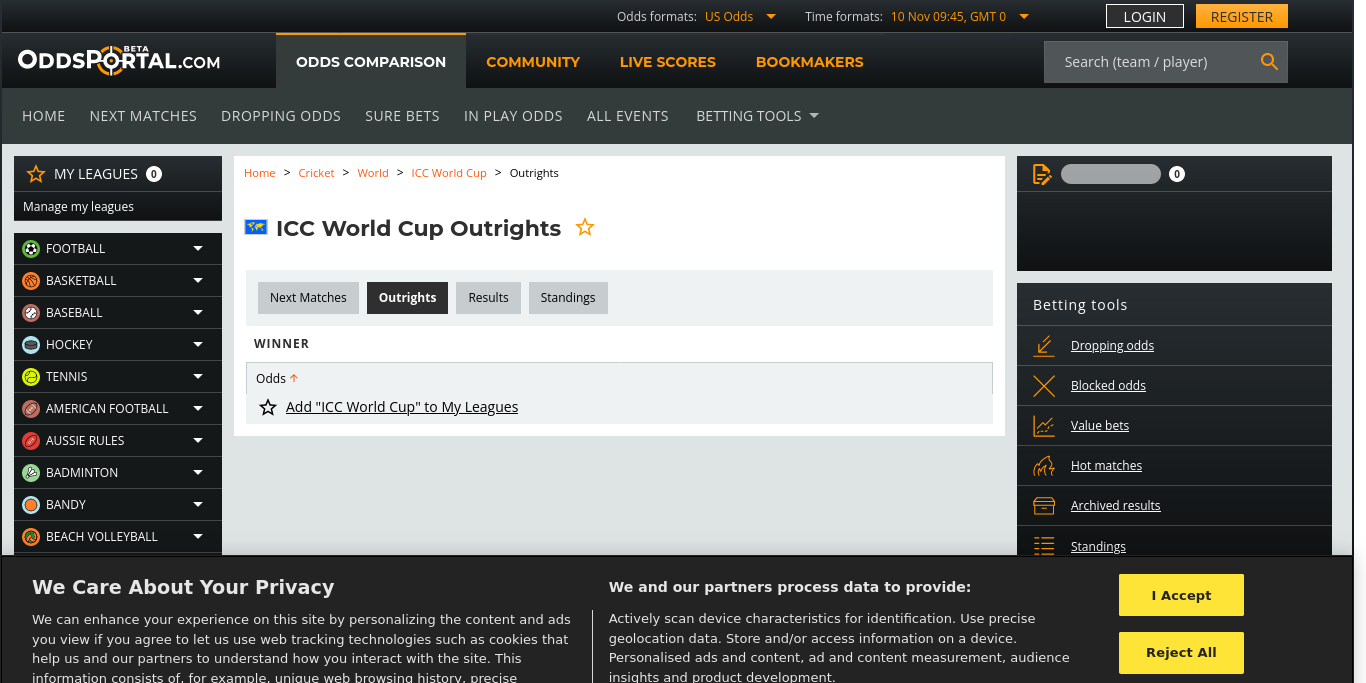 Odds formats: US Odds Time formats: 10 Nov 09:45, GMT 0 LOGIN REGISTER
ODDSPORTAL.COM BETA ODDS COMPARISON COMMUNITY LIVE SCORES BOOKMAKERS Search (team / player)
HOME NEXT MATCHES DROPPING ODDS SURE BETS IN PLAY ODDS ALL EVENTS BETTING TOOLS
MY LEAGUES 0
Manage my leagues
FOOTBALL
BASKETBALL
BASEBALL
HOCKEY
TENNIS
AMERICAN FOOTBALL
AUSSIE RULES
BADMINTON
BANDY
BEACH VOLLEYBALL
Home > Cricket > World > ICC World Cup > Outrights
ICC World Cup Outrights
Next Matches Outrights Results Standings
WINNER
Odds
Add "ICC World Cup" to My Leagues
0
Betting tools
Dropping odds
Blocked odds
Value bets
Hot matches
Archived results
Standings
We Care About Your Privacy
We can enhance your experience on this site by personalizing the content and ads
you view if you agree to let us use web tracking technologies such as cookies that
help us and our partners to understand how you interact with the site. This
information consists of, for example, unique web browsing history, precise
We and our partners process data to provide:
Actively scan device characteristics for identification. Use precise
geolocation data. Store and/or access information on a device.
Personalised ads and content, ad and content measurement, audience
insights and product development.
I Accept
Reject All